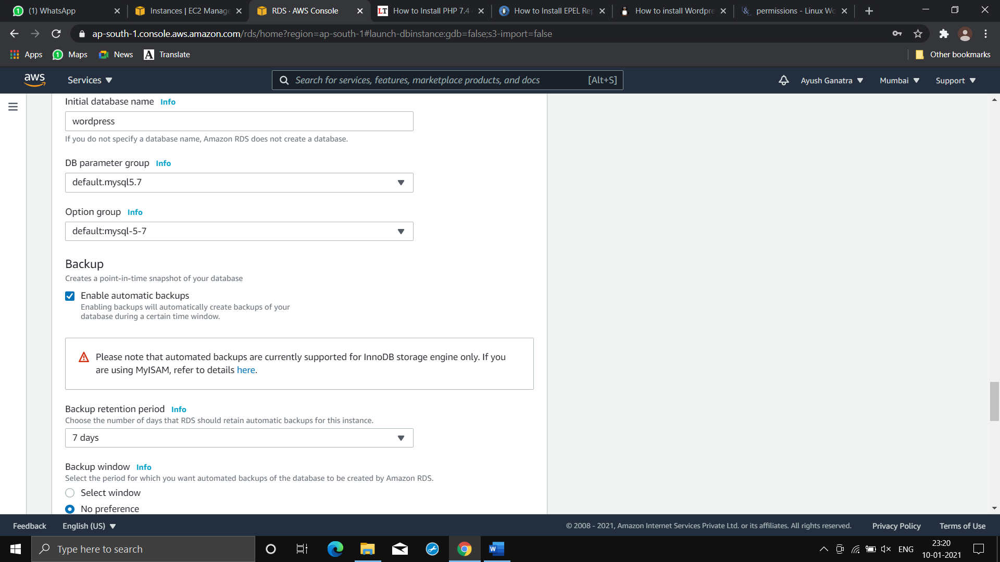 (1) WhatsApp
Instances | EC2 Manage
RDS · AWS Console
LT How to Install PHP 7.4
How to Install EPEL Rep
How to install Wordpre
permissions - Linux Wo
ap-south-1.console.aws.amazon.com/rds/home?region=ap-south-1#launch-dbinstance:gdb=false;s3-import=false
Apps
1 Maps
News
A Translate
Other bookmarks
aws
Services
Search for services, features, marketplace products, and docs [Alt+S]
Ayush Ganatra
Mumbai
Support
Initial database name Info
wordpress
If you do not specify a database name, Amazon RDS does not create a database.
DB parameter group Info
default.mysql5.7
Option group Info
default:mysql-5-7
Backup
Creates a point-in-time snapshot of your database
Enable automatic backups
Enabling backups will automatically create backups of your
database during a certain time window.
Please note that automated backups are currently supported for InnoDB storage engine only. If you
are using MyISAM, refer to details here.
Backup retention period Info
Choose the number of days that RDS should retain automatic backups for this instance.
7 days
Backup window Info
Select the period for which you want automated backups of the database to be created by Amazon RDS.
Select window
No preference
Feedback
English (US)
© 2008 - 2021, Amazon Internet Services Private Ltd. or its affiliates. All rights reserved.
Privacy Policy
Terms of Use
Type here to search
W
ENG
23:20
10-01-2021